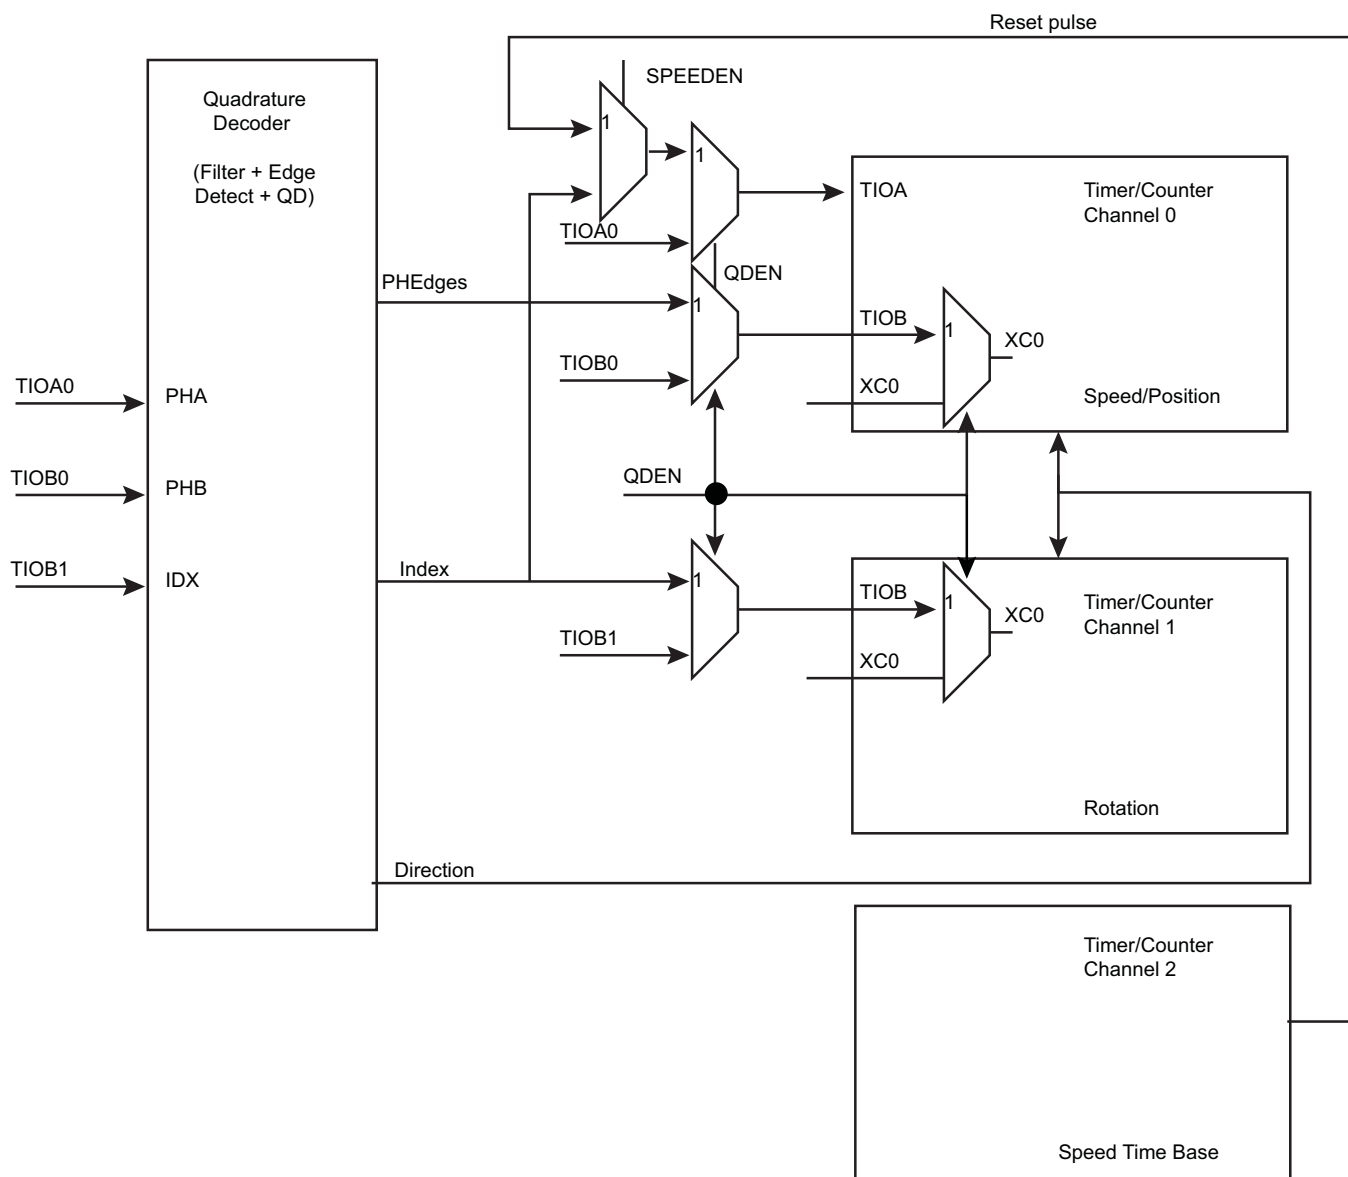 Reset pulse
SPEEDEN
Quadrature
Decoder
(Filter + Edge
Detect + QD)
1
1
TIOA
Timer/Counter
Channel 0
TIOA0
QDEN
PHEdges
1
TIOB
1
XC0
TIOB0
TIOA0
PHA
XC0
Speed/Position
TIOB0
PHB
QDEN
TIOB1
IDX
Index
1
TIOB
1
Timer/Counter
Channel 1
XC0
TIOB1
XC0
Rotation
Direction
Timer/Counter
Channel 2
Speed Time Base